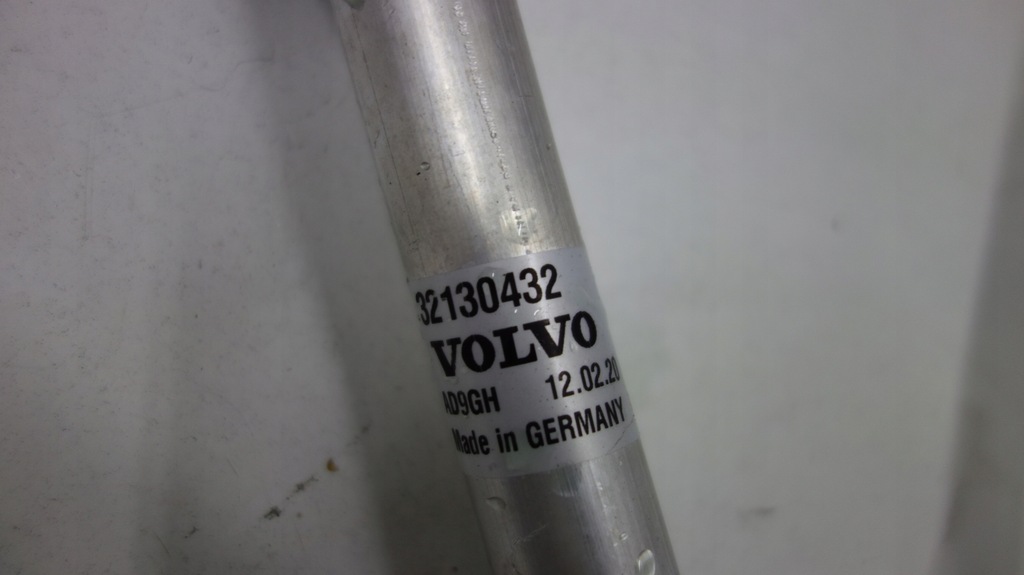 32130432
VOLVO
AD9GH 12.02.20
Made in GERMANY